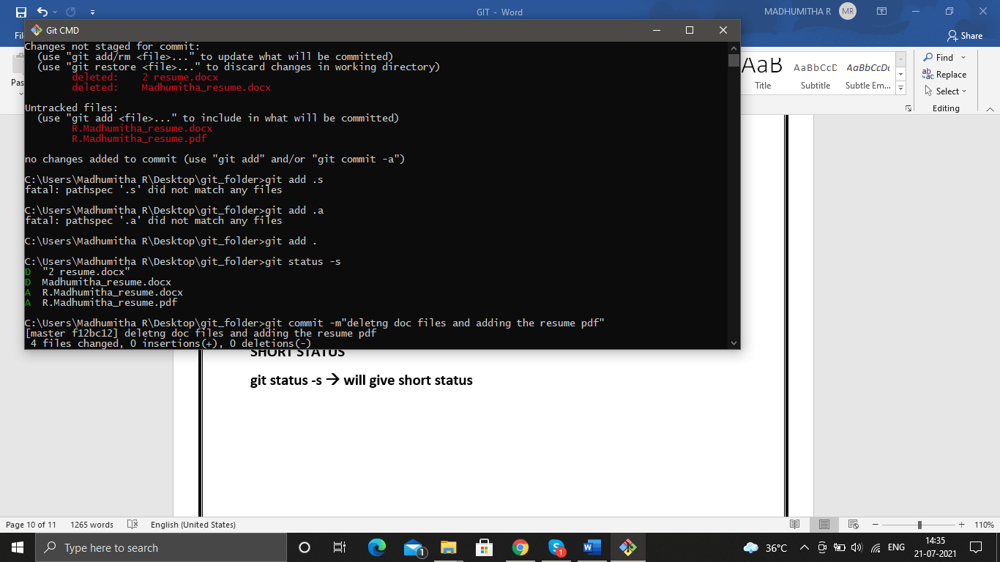 GIT - Word
MADHUMITHA R
MR
Git CMD
Share
Changes not staged for commit:
(use "git add/rm <file>..." to update what will be committed)
(use "git restore <file>..." to discard changes in working directory)
deleted:    2 resume.docx
deleted:    Madhumitha_resume.docx
Untracked files:
(use "git add <file>..." to include in what will be committed)
R.Madhumitha_resume.docx
R.Madhumitha_resume.pdf
no changes added to commit (use "git add" and/or "git commit -a")
C:\Users\Madhumitha R\Desktop\git_folder>git add .s
fatal: pathspec '.s' did not match any files
C:\Users\Madhumitha R\Desktop\git_folder>git add .a
fatal: pathspec '.a' did not match any files
C:\Users\Madhumitha R\Desktop\git_folder>git add .
C:\Users\Madhumitha R\Desktop\git_folder>git status -s
D  "2 resume.docx"
D  Madhumitha_resume.docx
A  R.Madhumitha_resume.docx
A  R.Madhumitha_resume.pdf
C:\Users\Madhumitha R\Desktop\git_folder>git commit -m"deletng doc files and adding the resume pdf"
[master f12bc12] deletng doc files and adding the resume pdf
4 files changed, 0 insertions(+), 0 deletions(-)
AaB
Title
AaBbCcD
Subtitle
AaBbCcDc
Subtle Em...
Find
Replace
Select
Editing
SHORT STATUS
git status -s → will give short status
Page 10 of 11
1265 words
English (United States)
110%
Type here to search
1
1
36°C
ENG
14:35
21-07-2021